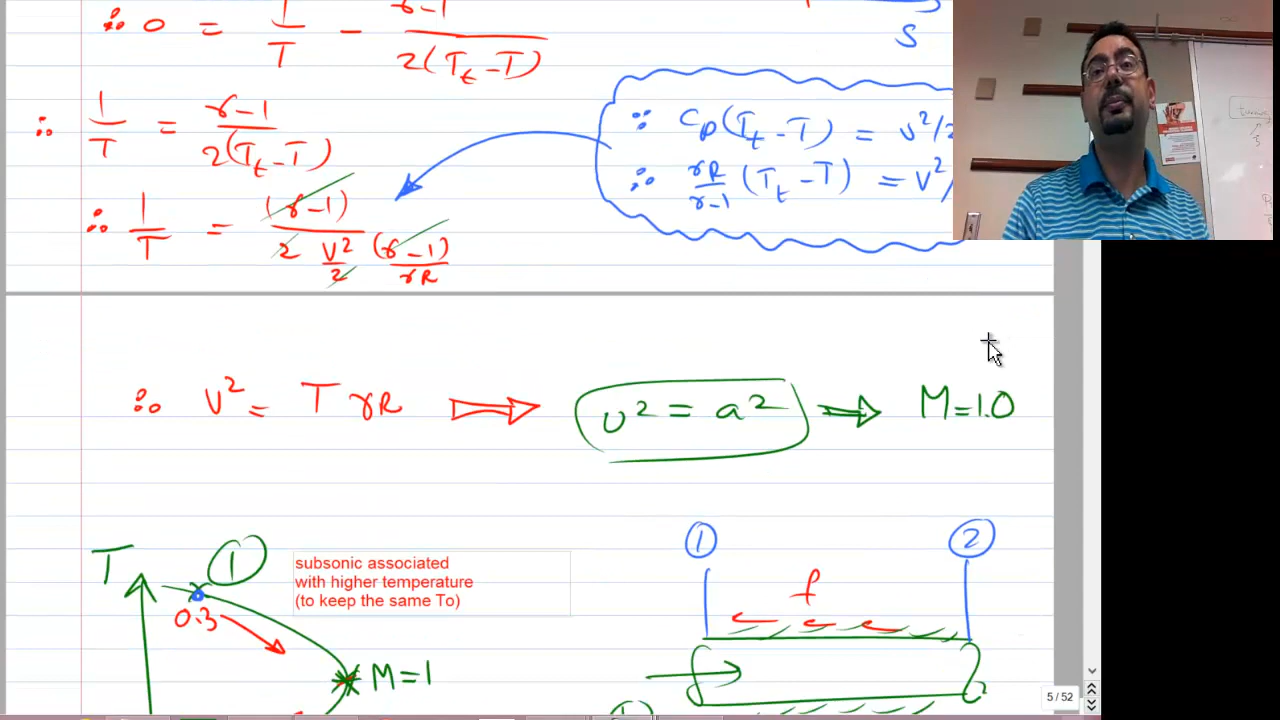 ∴ 0 = 1/T - γ-1/2(Tt-T)
S
∴ 1/T = γ-1/2(Tt-T)
∵ Cp(Tt-T) = v²/2
∴ γR/γ-1 (Tt-T) = v²/
∴ 1/T = (γ-1)/2 V²/2 (γ-1)/γR
∴ V² = T γR ⇒ v² = a² ⇒ M=1.0
T
1
subsonic associated
with higher temperature
(to keep the same To)
0.3
M=1
1
2
f
5 / 52